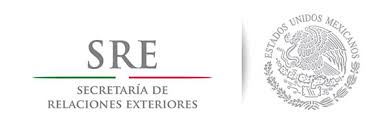 SRE
SECRETARÍA DE
RELACIONES EXTERIORES
ESTADOS UNIDOS MEXICANOS